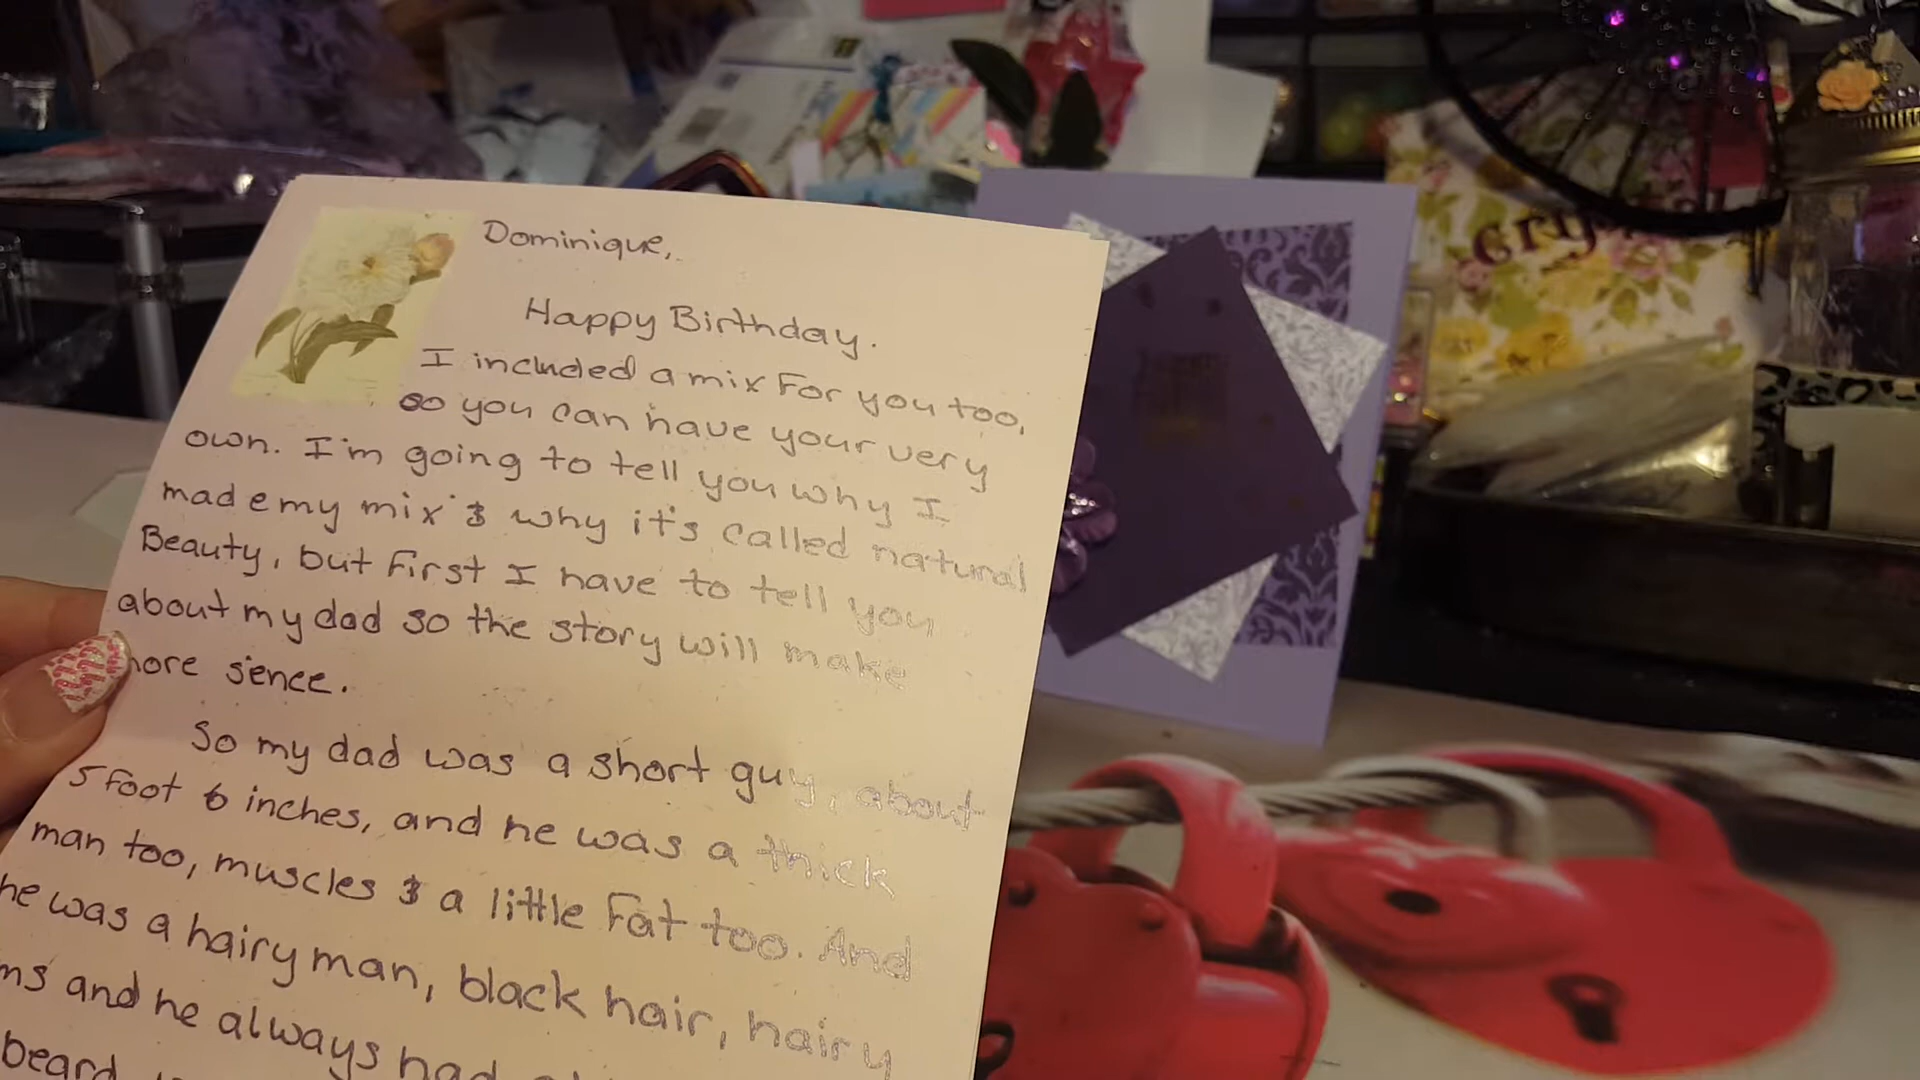 Dominique,
Happy Birthday.
I included a mix For you too,
so you can have your very
own. I'm going to tell you why I
made my mix & why it's called natural
Beauty, but First I have to tell you
about my dad so the story will make
sence.
So my dad was a short guy, about
5 Foot 6 inches, and he was a thick
man too, muscles & a little Fat too. And
he was a hairy man, black hair, hairy
and he always had
beard